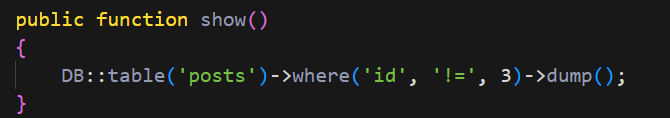 public function show()
{
    DB::table('posts')->where('id', '!=', 3)->dump();
}